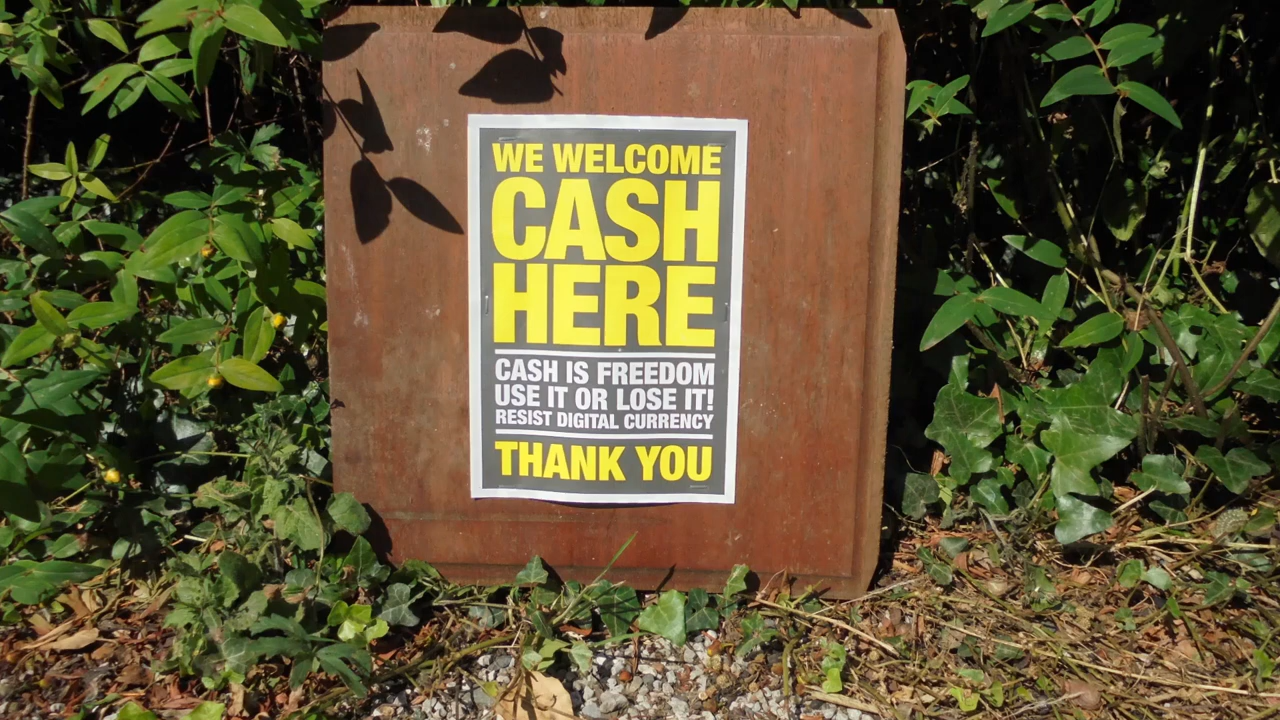 WE WELCOME
CASH
HERE
CASH IS FREEDOM
USE IT OR LOSE IT!
RESIST DIGITAL CURRENCY
THANK YOU